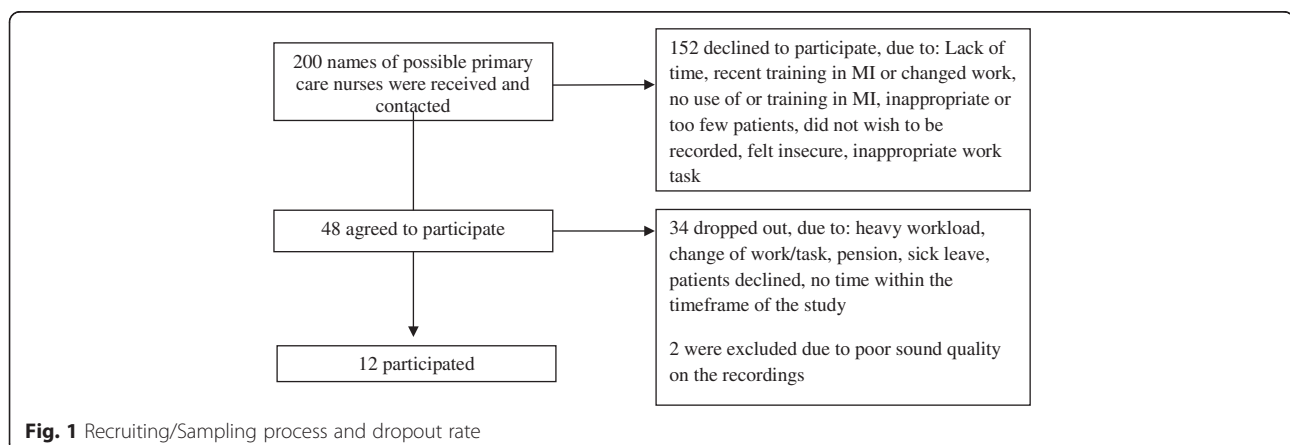 200 names of possible primary
care nurses were received and
contacted
152 declined to participate, due to: Lack of
time, recent training in MI or changed work,
no use of or training in MI, inappropriate or
too few patients, did not wish to be
recorded, felt insecure, inappropriate work
task
48 agreed to participate
34 dropped out, due to: heavy workload,
change of work/task, pension, sick leave,
patients declined, no time within the
timeframe of the study
2 were excluded due to poor sound quality
on the recordings
12 participated
Fig. 1 Recruiting/Sampling process and dropout rate